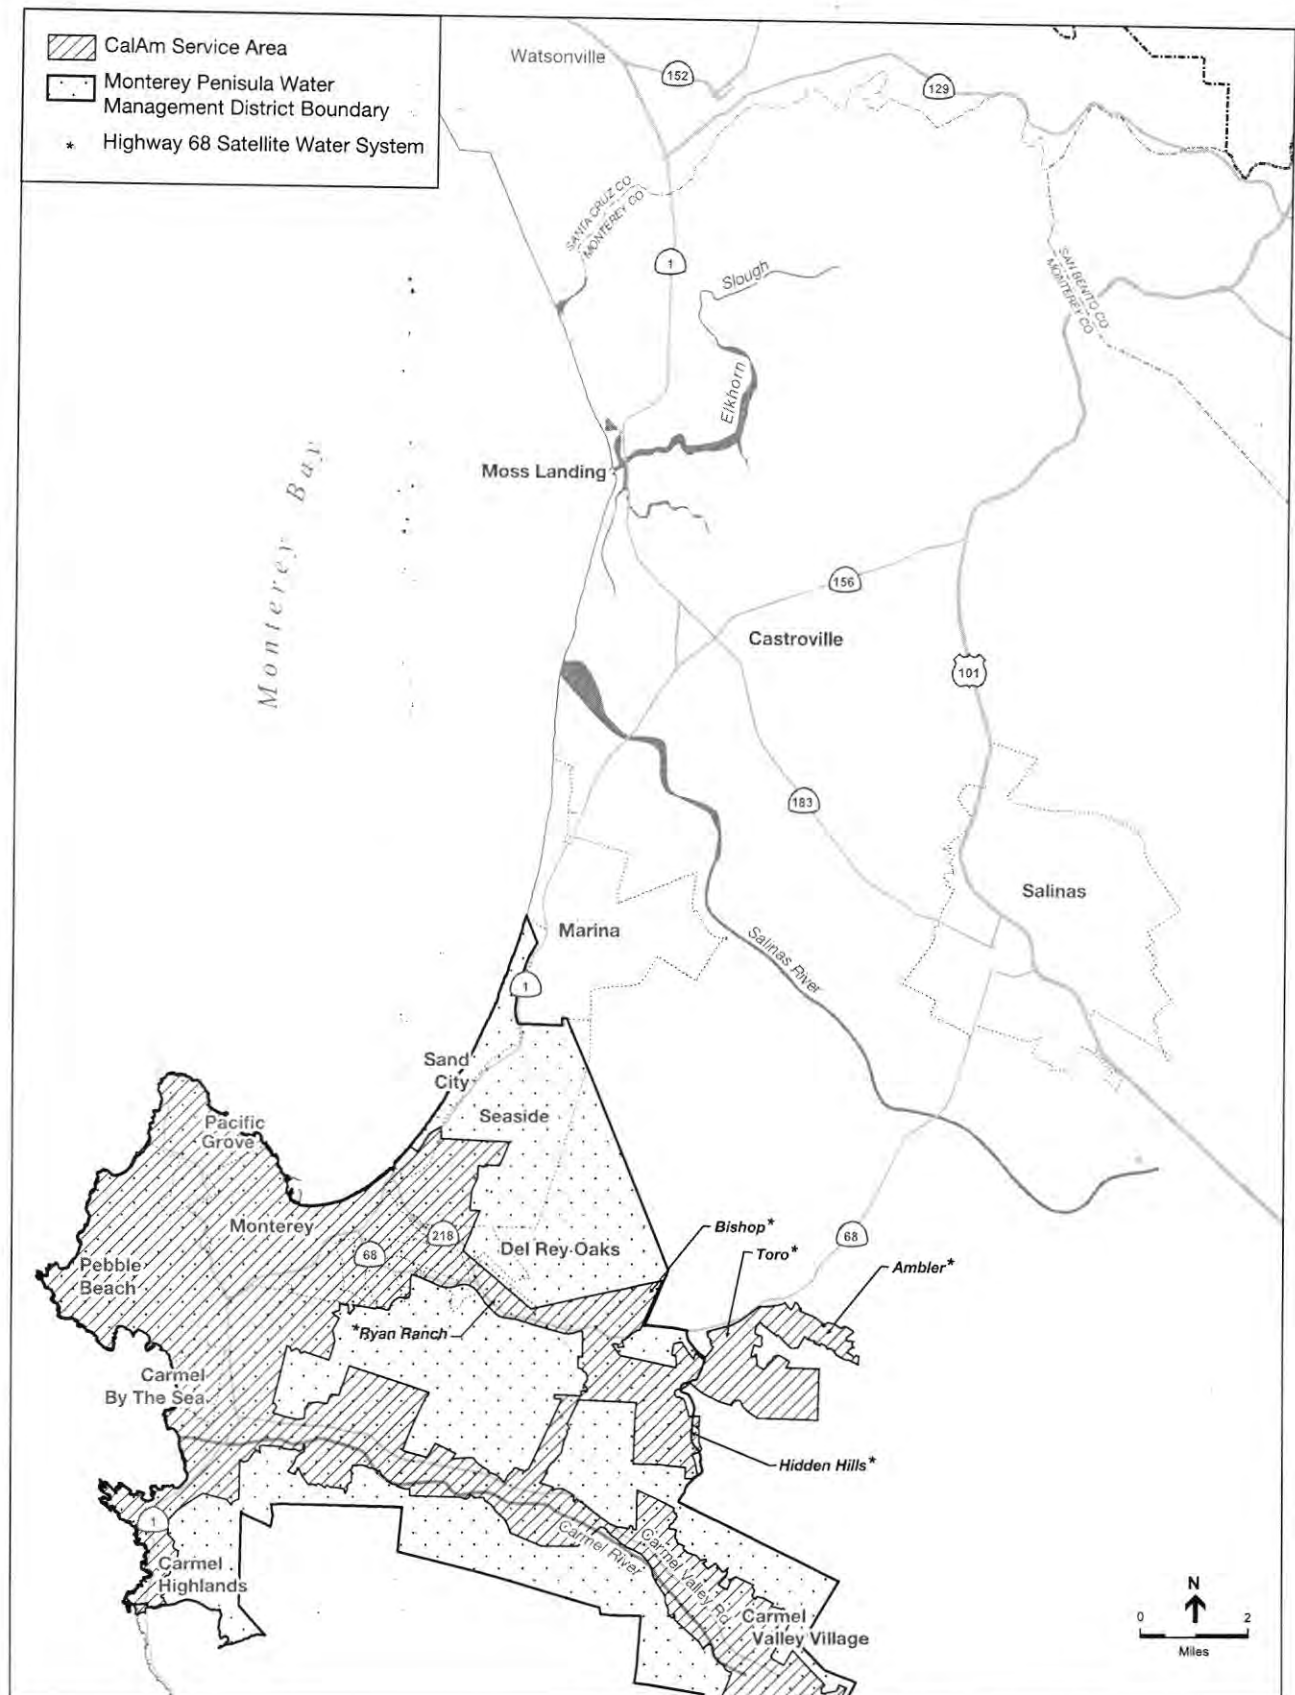 CalAm Service Area
Monterey Penisula Water
Management District Boundary
* Highway 68 Satellite Water System
Watsonville
152
129
SANTA CRUZ CO
MONTEREY CO
1
Slough
SAN BENITO CO
MONTEREY CO
Elkhorn
Monterey Bay
Moss Landing
156
Castroville
101
183
Salinas
Marina
Salinas River
1
Sand
City
Seaside
Pacific
Grove
Monterey
218
68
Del Rey Oaks
Bishop*
Toro*
68
Ambler*
Pebble
Beach
*Ryan Ranch
Carmel
By The Sea
Hidden Hills*
1
Carmel River
Carmel Valley Rd
Carmel
Highlands
Carmel
Valley Village
N
0 2
Miles